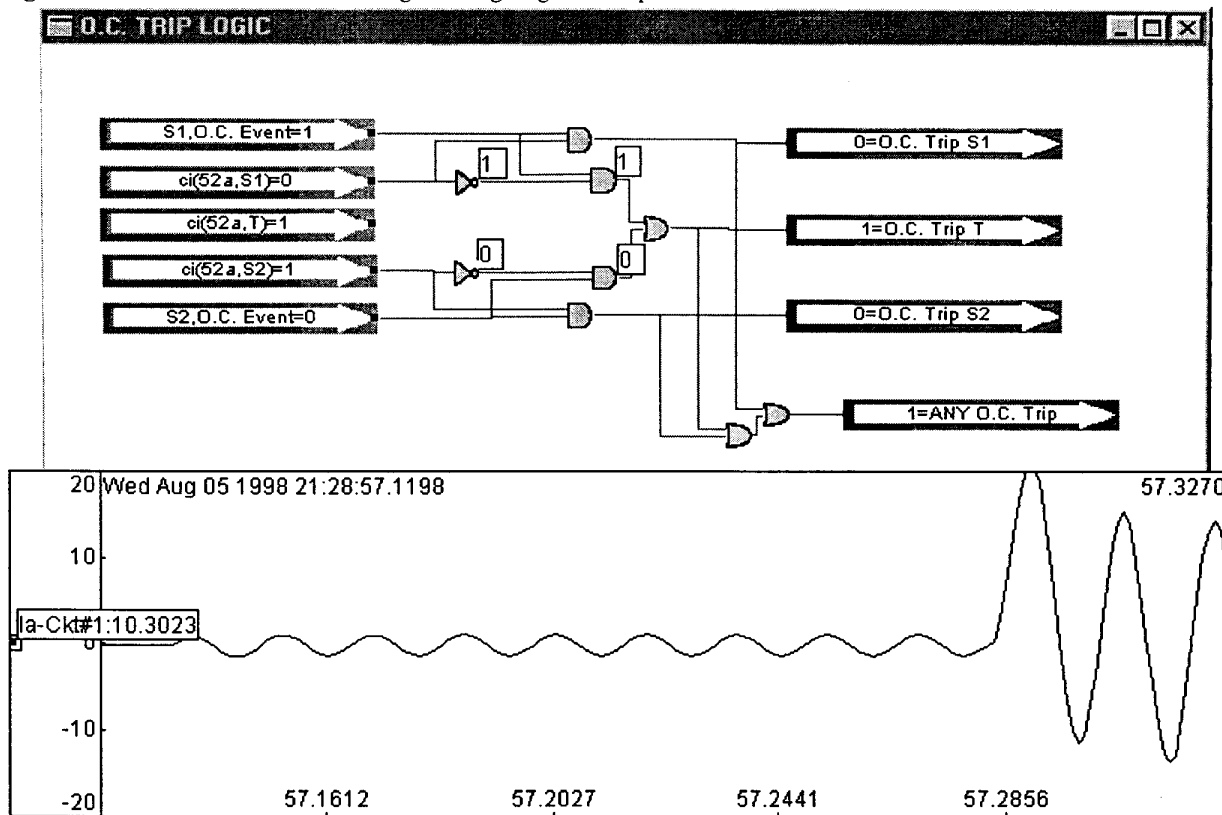 O.C. TRIP LOGIC
S1,O.C. Event=1
0=O.C. Trip S1
1
1
ci(52a,S1)=0
ci(52a,T)=1
1=O.C. Trip T
0
0
ci(52a,S2)=1
S2,O.C. Event=0
0=O.C. Trip S2
1=ANY O.C. Trip
20
Wed Aug 05 1998 21:28:57.1198
57.3270
10
Ia-Ckt#1:10.3023
0
-10
-20
57.1612
57.2027
57.2441
57.2856